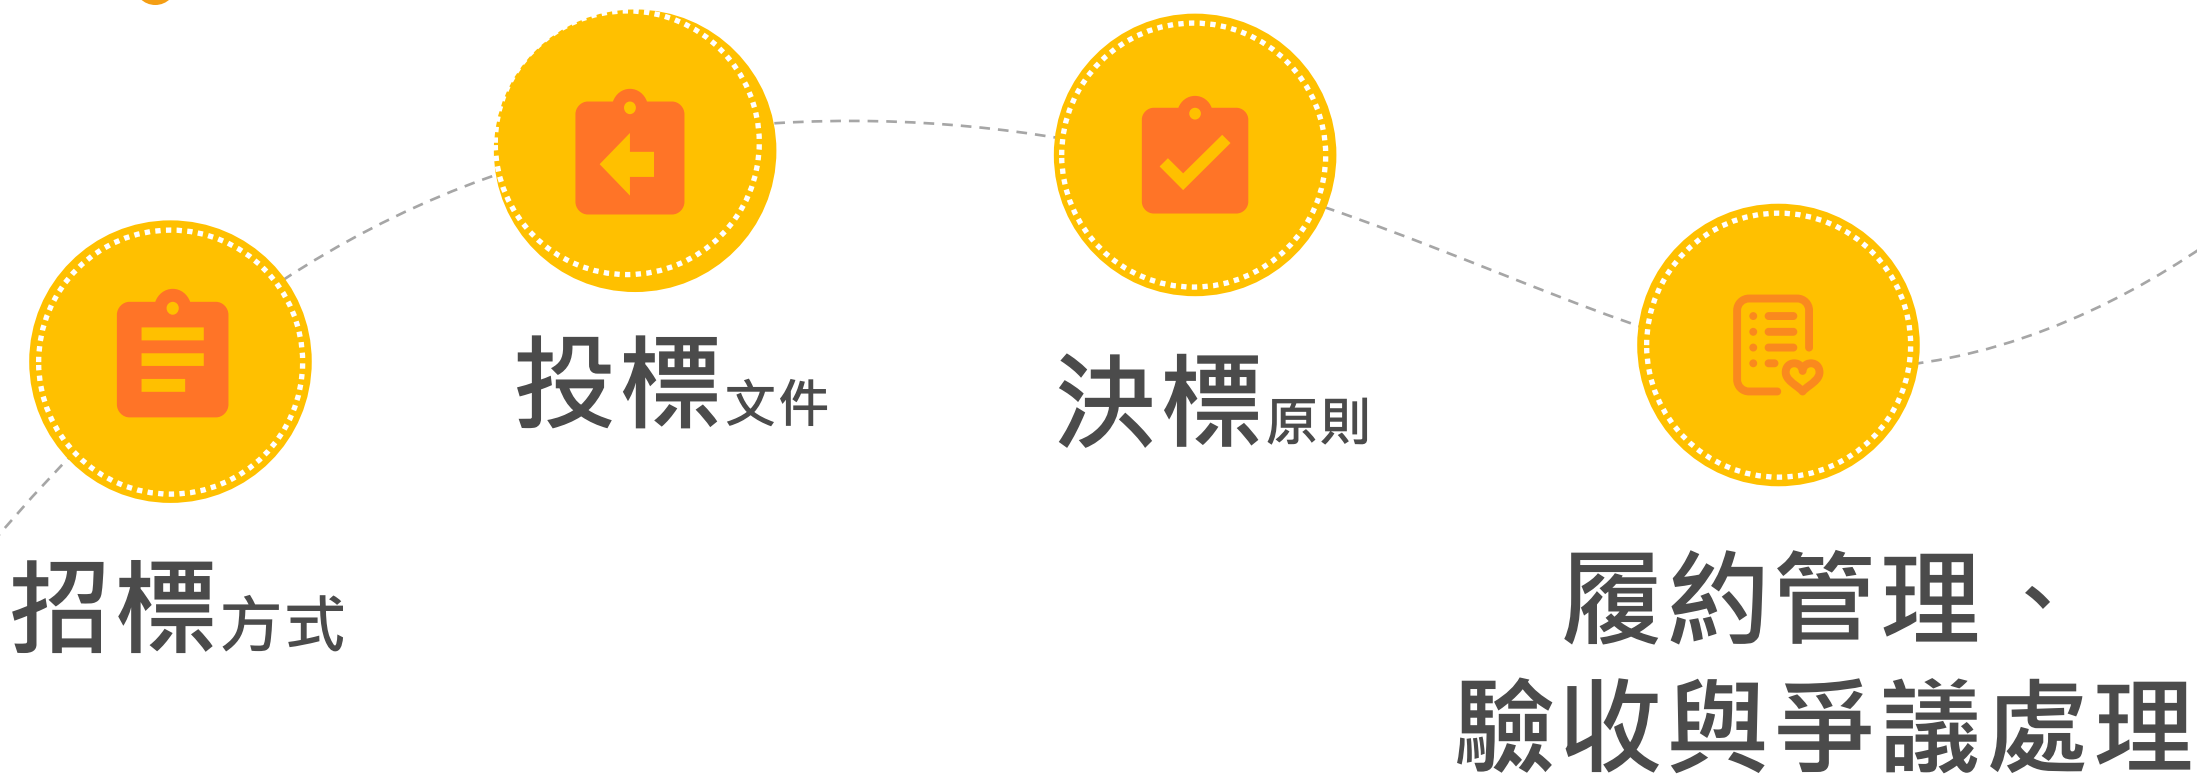 招標方式
投標文件
決標原則
履約管理、
驗收與爭議處理